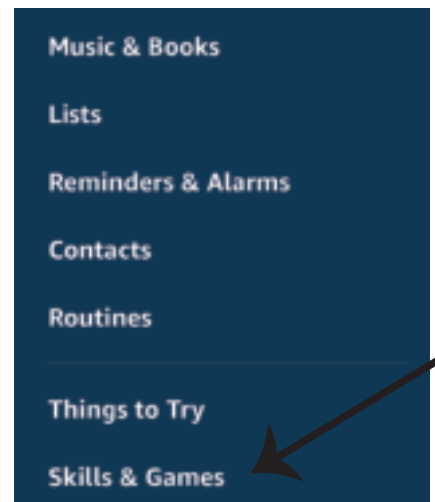 Music & Books
Lists
Reminders & Alarms
Contacts
Routines
Things to Try
Skills & Games